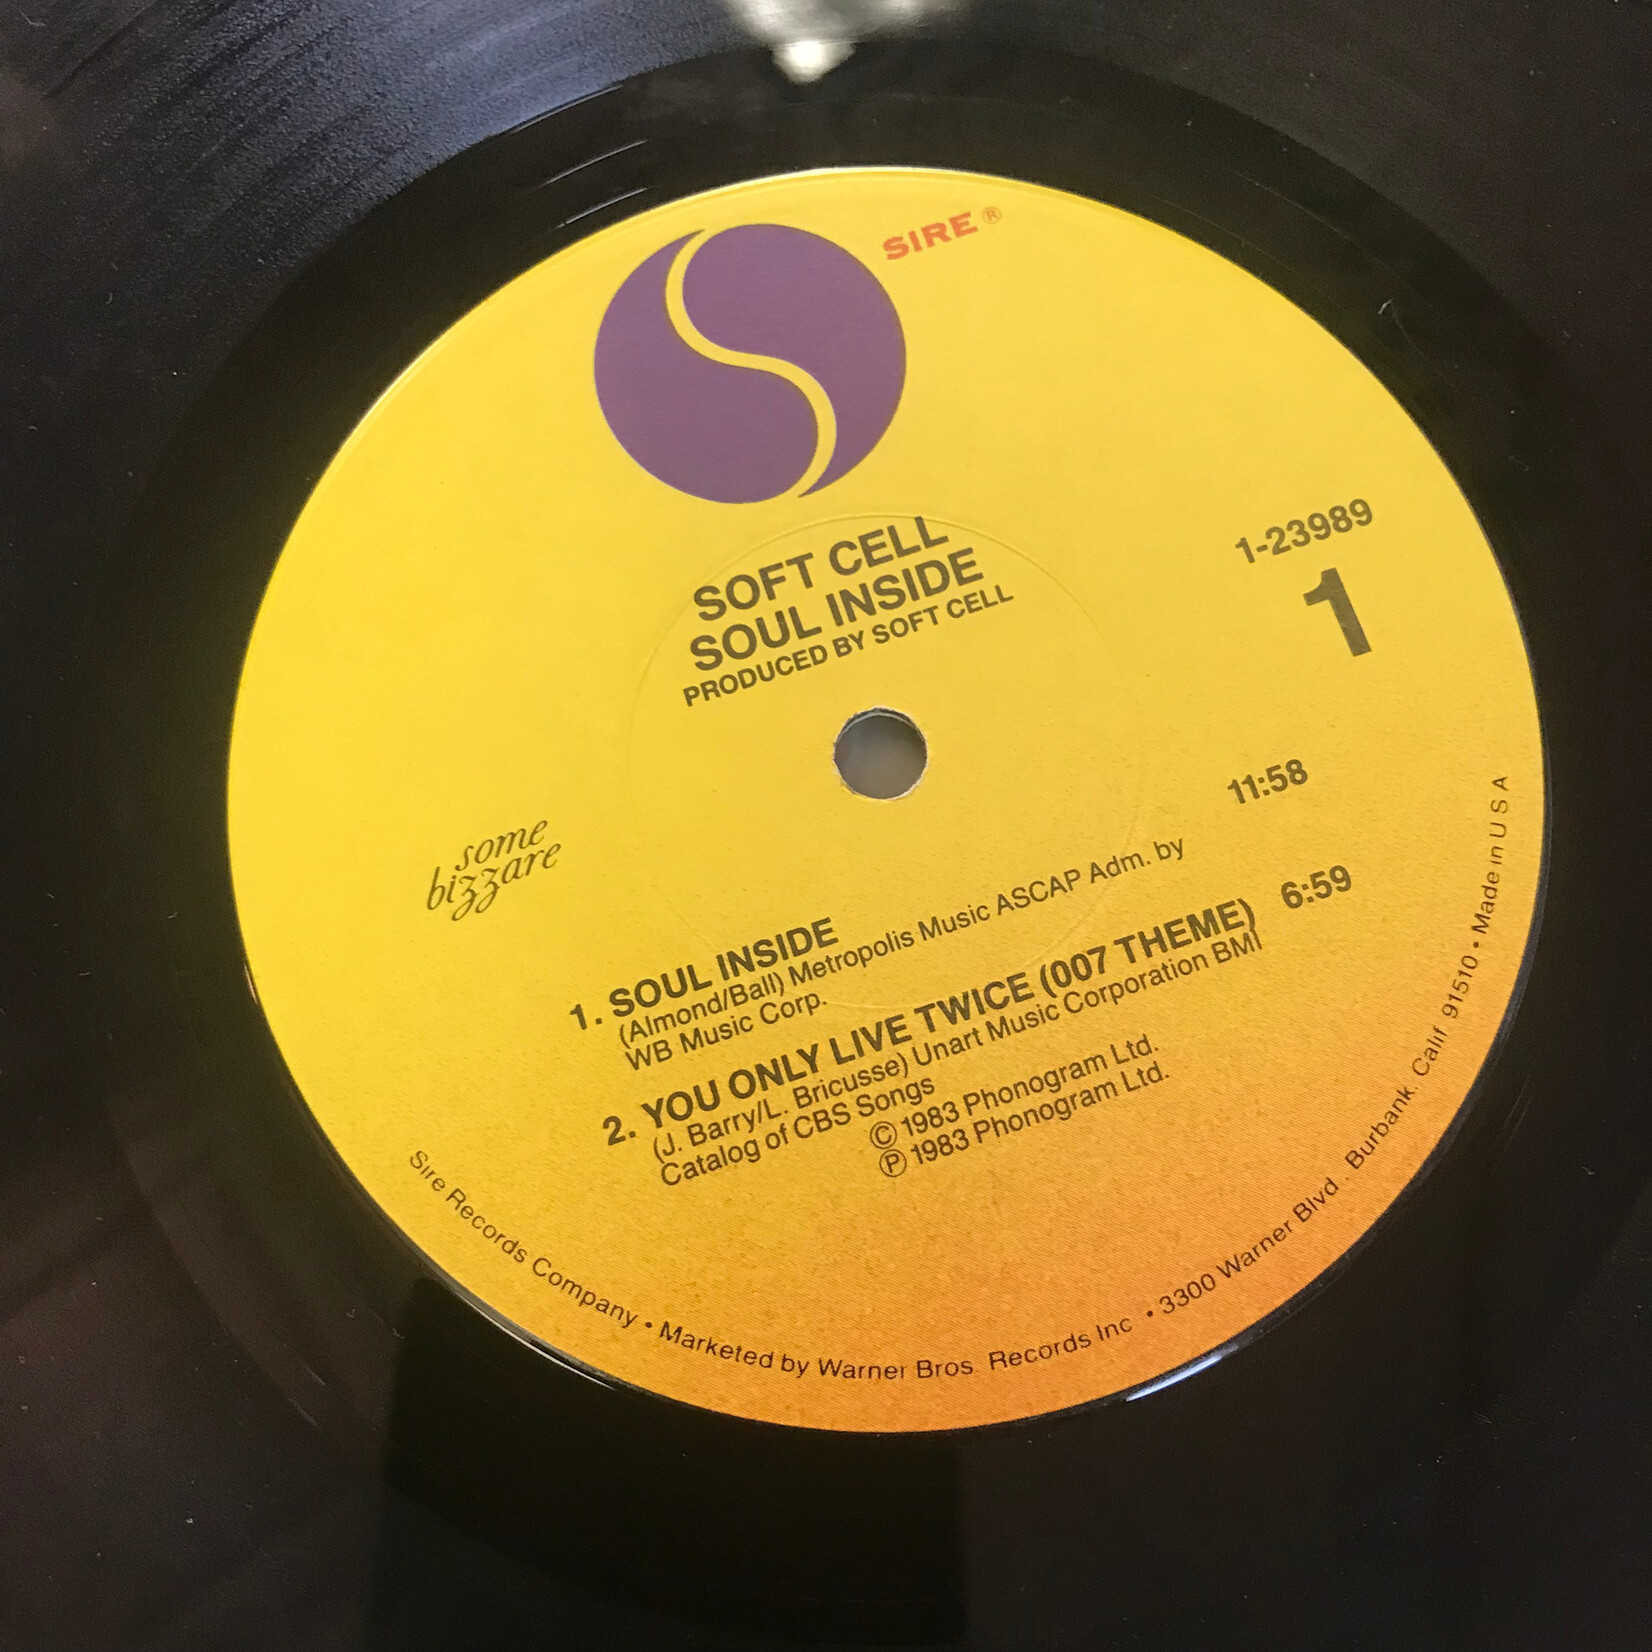 SIRE ®
SOFT CELL
SOUL INSIDE
PRODUCED BY SOFT CELL
1-23989
1
some
bizzare
1. SOUL INSIDE 11:58
(Almond/Ball) Metropolis Music ASCAP Adm. by
WB Music Corp.
2. YOU ONLY LIVE TWICE (007 THEME) 6:59
(J. Barry/L. Bricusse) Unart Music Corporation BMI
Catalog of CBS Songs
© 1983 Phonogram Ltd.
℗ 1983 Phonogram Ltd.
Sire Records Company • Marketed by Warner Bros. Records Inc • 3300 Warner Blvd. Burbank. Calif 91510 • Made in U S A